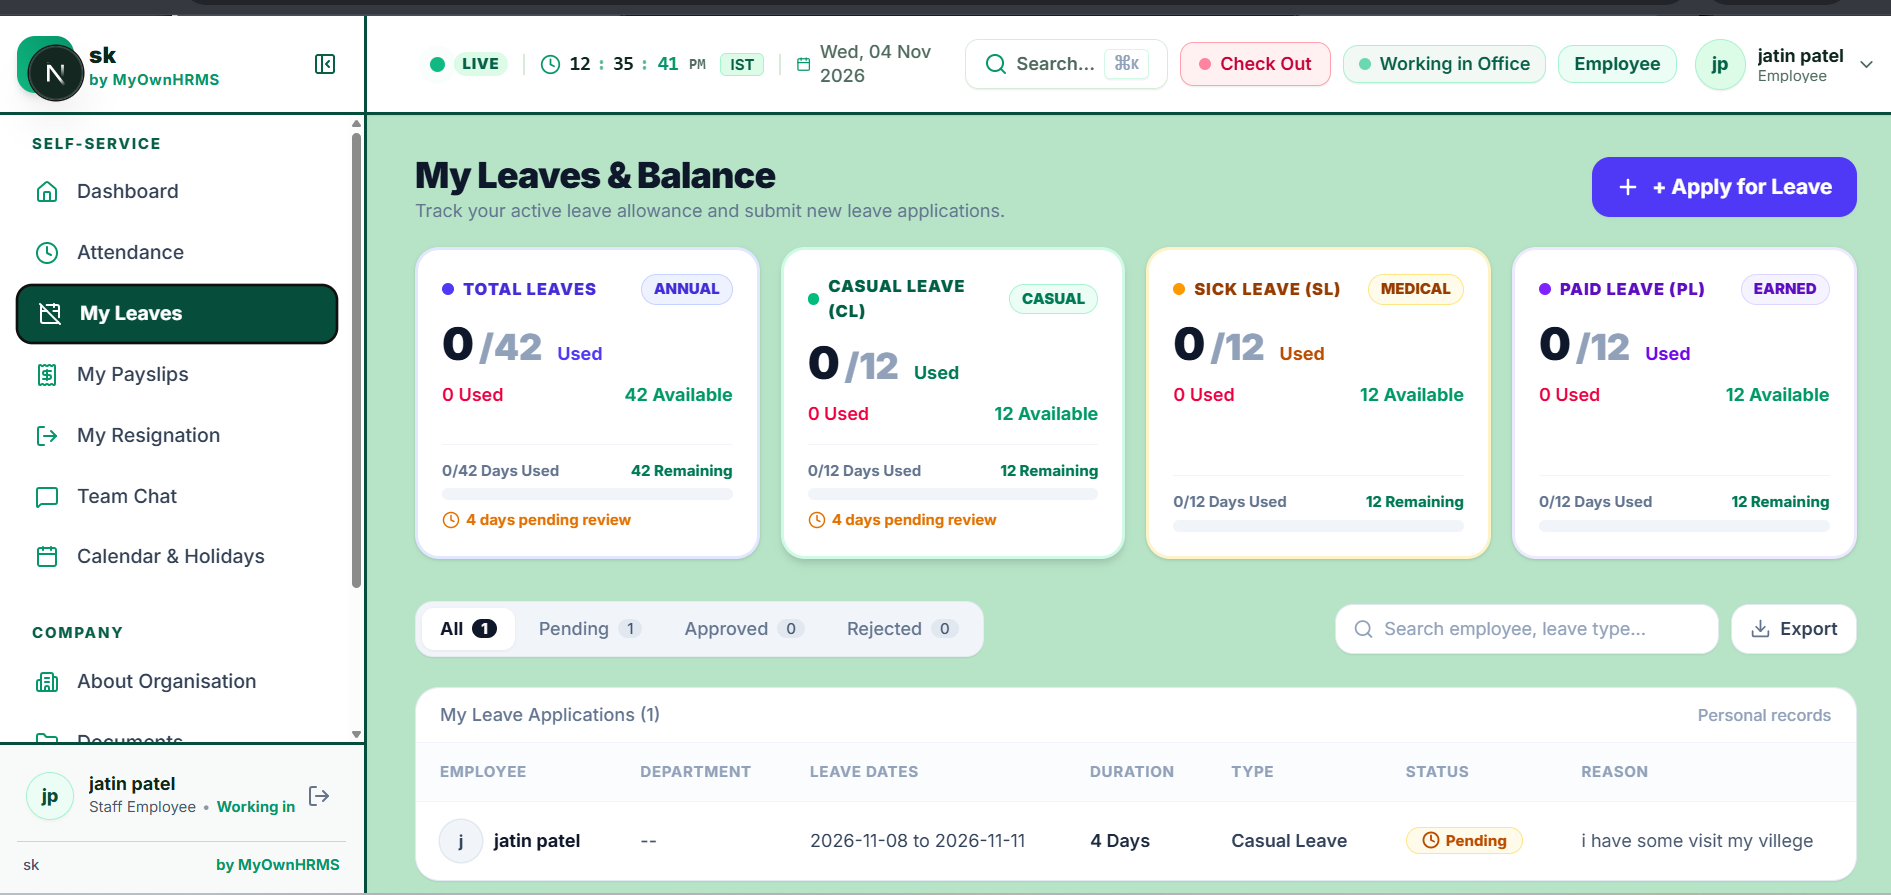 N
sk
by MyOwnHRMS
LIVE
12 : 35 : 41 PM IST
Wed, 04 Nov
2026
Search... ⌘K
Check Out
Working in Office
Employee
jp
jatin patel
Employee
SELF-SERVICE
Dashboard
Attendance
My Leaves
My Payslips
My Resignation
Team Chat
Calendar & Holidays
COMPANY
About Organisation
Documents
jp
jatin patel
Staff Employee • Working in
sk
by MyOwnHRMS
My Leaves & Balance
Track your active leave allowance and submit new leave applications.
+ Apply for Leave
TOTAL LEAVES ANNUAL
0 /42 Used
0 Used 42 Available
0/42 Days Used 42 Remaining
4 days pending review
CASUAL LEAVE
(CL)
CASUAL
0 /12 Used
0 Used 12 Available
0/12 Days Used 12 Remaining
4 days pending review
SICK LEAVE (SL) MEDICAL
0 /12 Used
0 Used 12 Available
0/12 Days Used 12 Remaining
PAID LEAVE (PL) EARNED
0 /12 Used
0 Used 12 Available
0/12 Days Used 12 Remaining
All 1 Pending 1 Approved 0 Rejected 0
Search employee, leave type...
Export
My Leave Applications (1) Personal records
EMPLOYEE DEPARTMENT LEAVE DATES DURATION TYPE STATUS REASON
j jatin patel -- 2026-11-08 to 2026-11-11 4 Days Casual Leave Pending i have some visit my villege